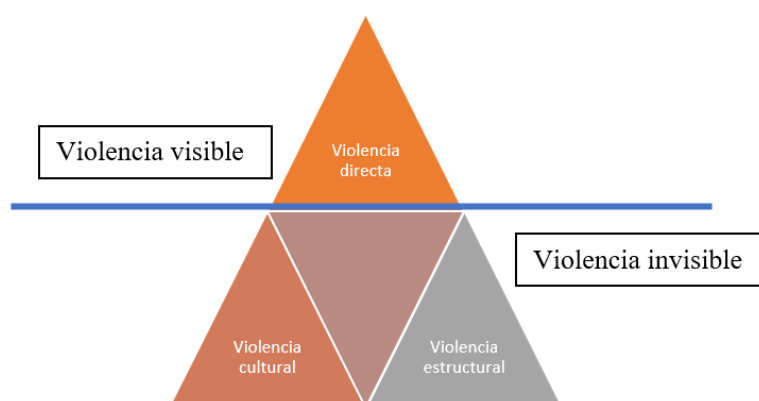 Violencia visible
Violencia
directa
Violencia invisible
Violencia
cultural
Violencia
estructural